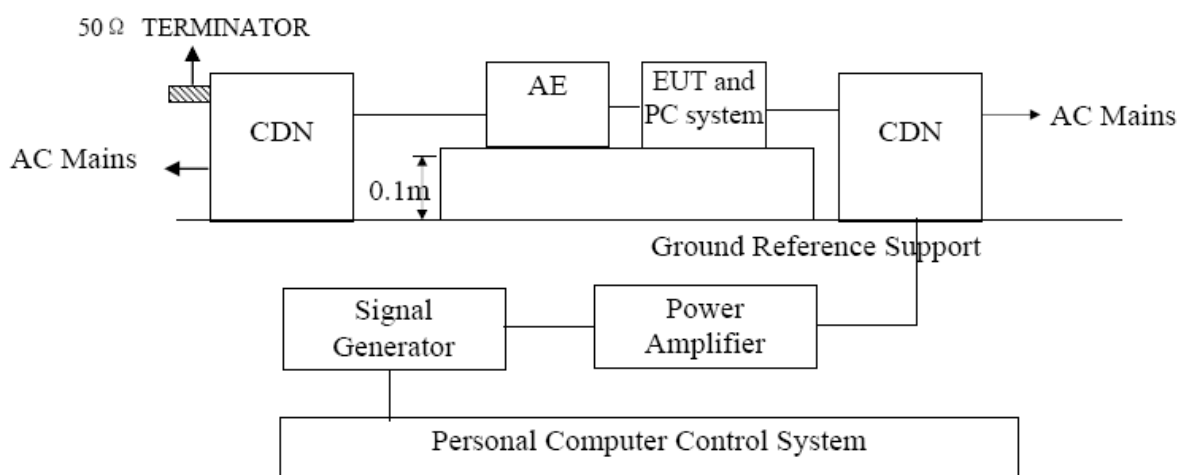 50 Ω TERMINATOR
CDN
AC Mains
AE
EUT and
PC system
CDN
AC Mains
0.1m
Ground Reference Support
Signal
Generator
Power
Amplifier
Personal Computer Control System